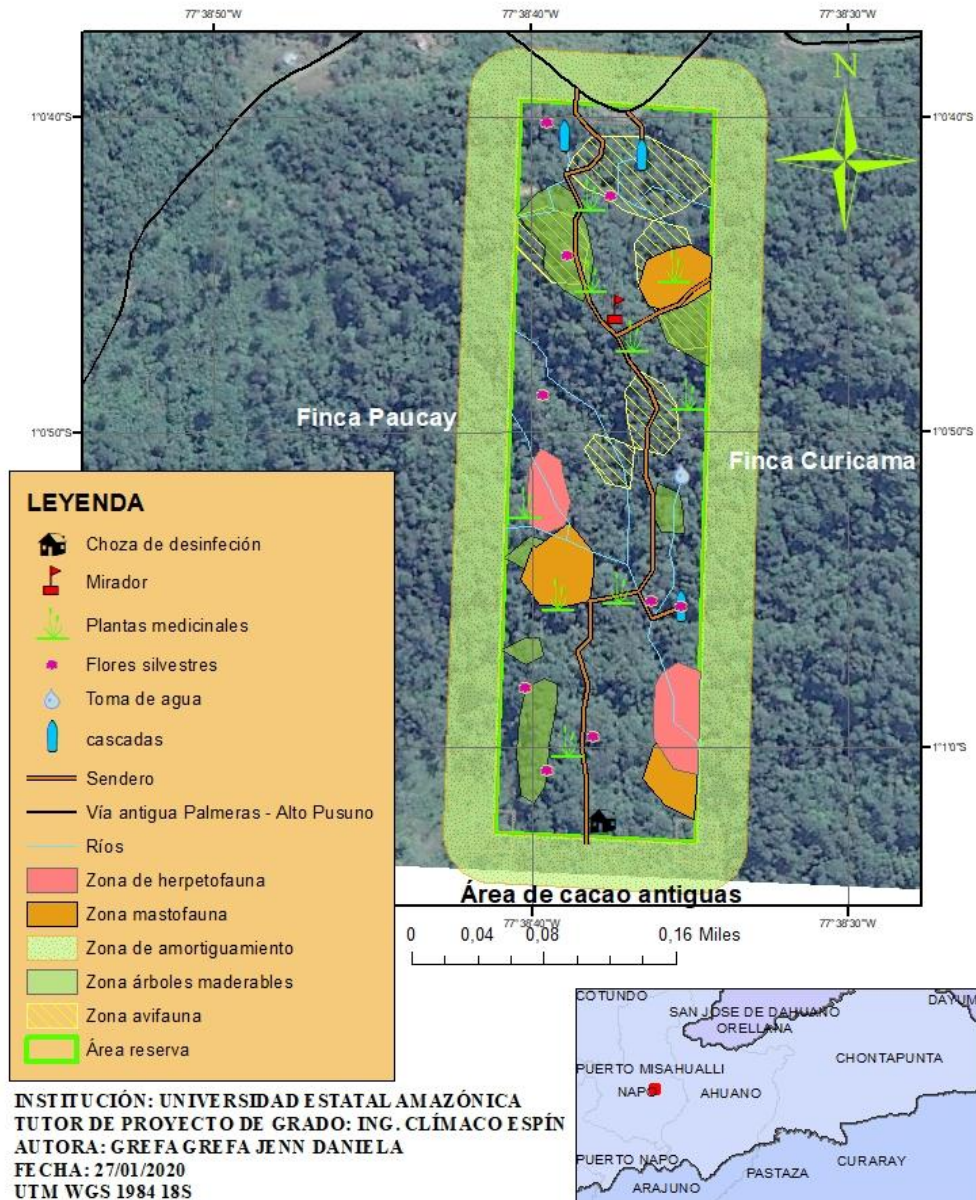 77°38'50"W 77°38'40"W 77°38'30"W
N
1°0'40"S 1°0'40"S
Finca Paucay
1°0'50"S 1°0'50"S
Finca Curicama
LEYENDA
Choza de desinfeción
Mirador
Plantas medicinales
Flores silvestres
Toma de agua
cascadas
Sendero
Vía antigua Palmeras - Alto Pusuno
Ríos
Zona de herpetofauna
Zona mastofauna
Zona de amortiguamiento
Zona árboles maderables
Zona avifauna
Área reserva
1°1'0"S
Área de cacao antiguas
77°38'40"W 77°38'30"W
0 0,04 0,08 0,16 Miles
COTUNDO
SAN JOSE DE DAHUANO
DAYUM
ORELLANA
CHONTAPUNTA
PUERTO MISAHUALLI
NAPO
AHUANO
PUERTO NAPO
CURARAY
PASTAZA
ARAJUNO
INSTITUCIÓN: UNIVERSIDAD ESTATAL AMAZÓNICA
TUTOR DE PROYECTO DE GRADO: ING. CLÍMACO ESPÍN
AUTORA: GREFA GREFA JENN DANIELA
FECHA: 27/01/2020
UTM WGS 1984 18S